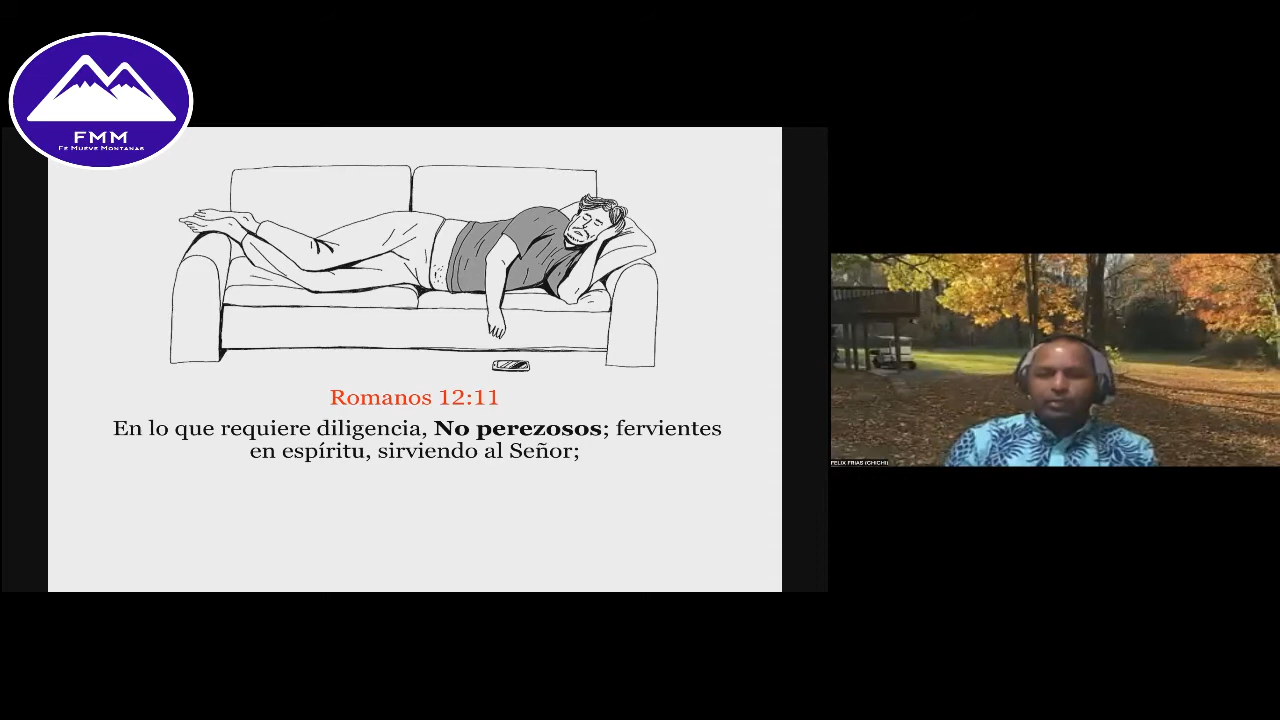 FMM
Fe Mueve Montanas
Romanos 12:11
En lo que requiere diligencia, No perezosos; fervientes
en espíritu, sirviendo al Señor;
FELIX FRIAS (CHICHI)